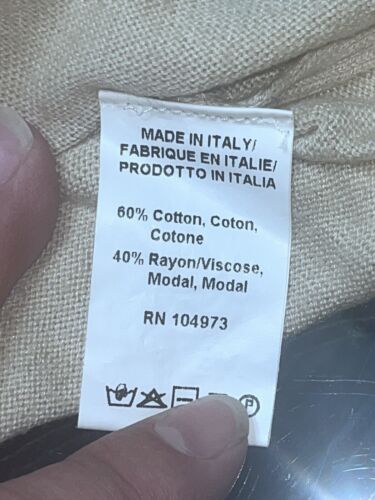 MADE IN ITALY/
FABRIQUE EN ITALIE/
PRODOTTO IN ITALIA
60% Cotton, Coton,
Cotone
40% Rayon/Viscose,
Modal, Modal
RN 104973
P